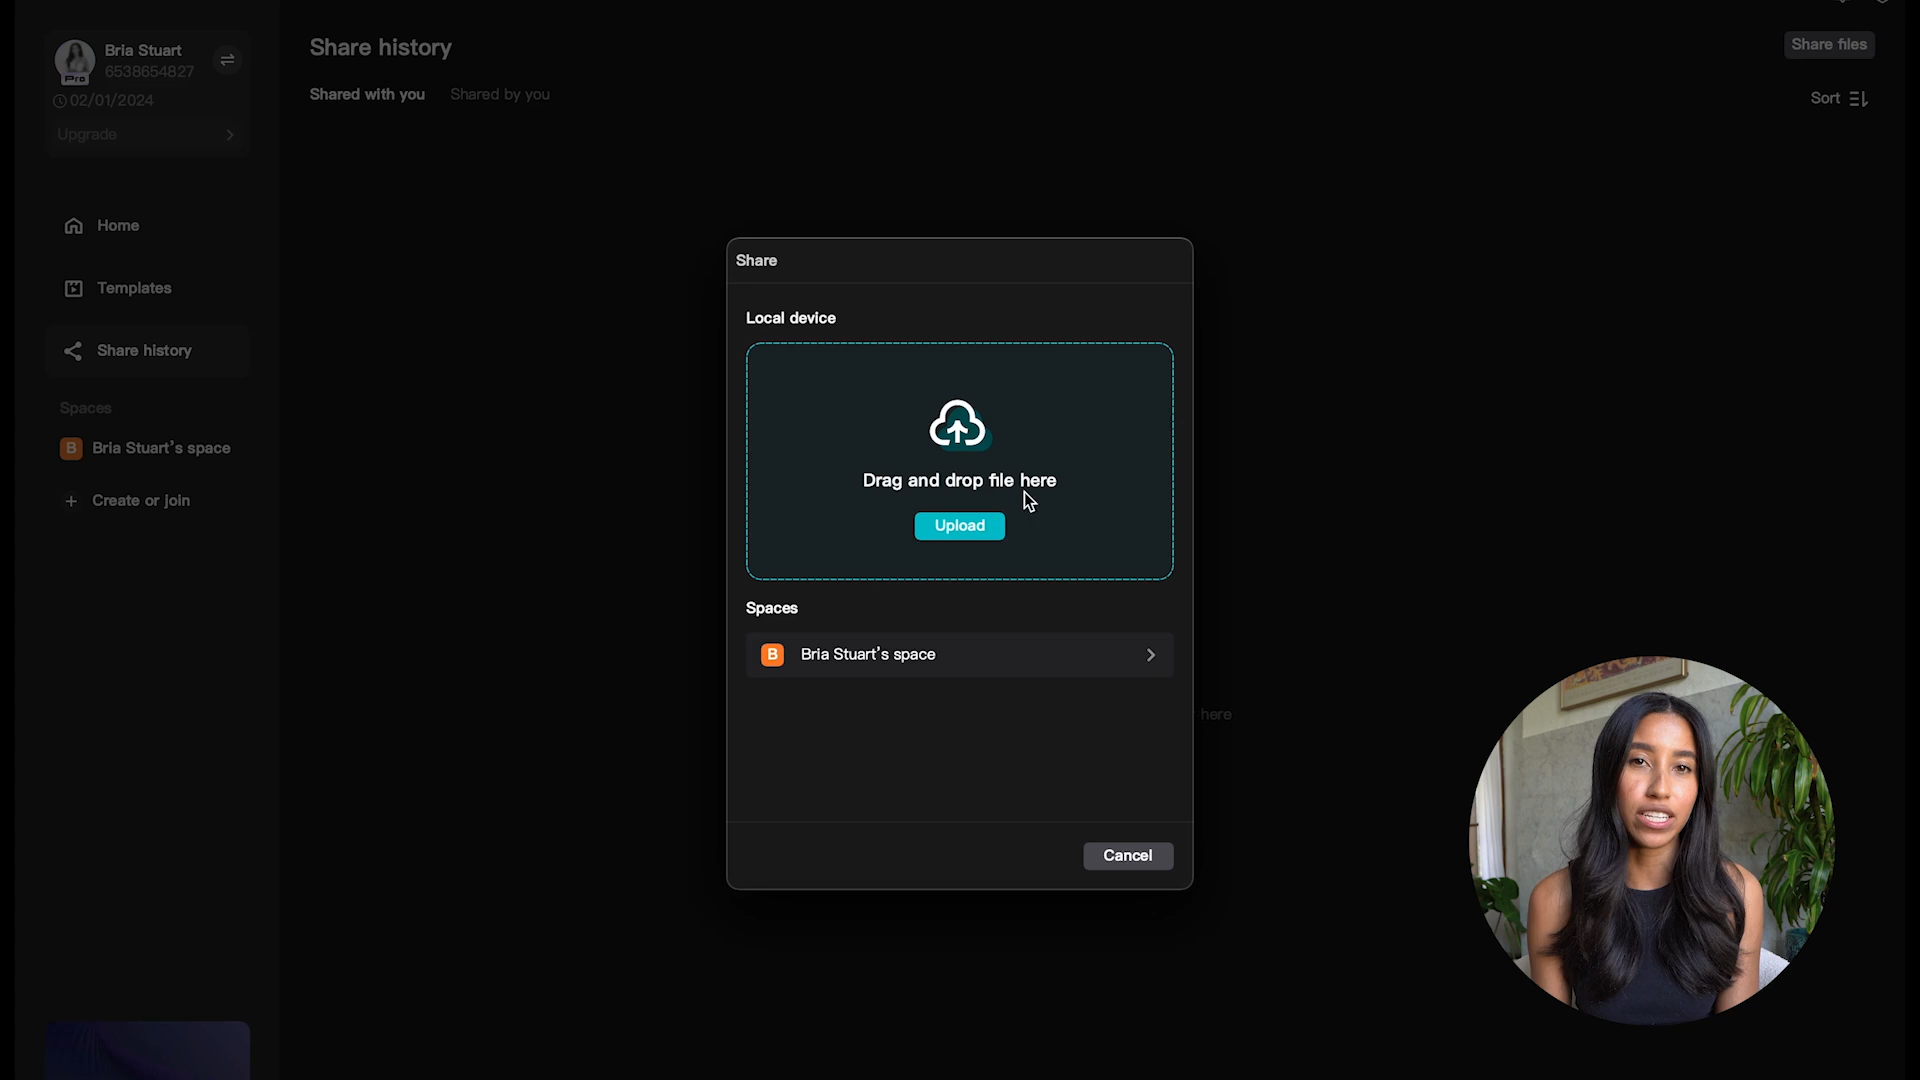 Bria Stuart
Pro
6538654827
02/01/2024
Upgrade
Home
Templates
Share history
Spaces
B Bria Stuart's space
+ Create or join
Share history
Share files
Shared with you Shared by you
Sort
Share
Local device
Drag and drop file here
Upload
Spaces
B Bria Stuart's space
here
Cancel